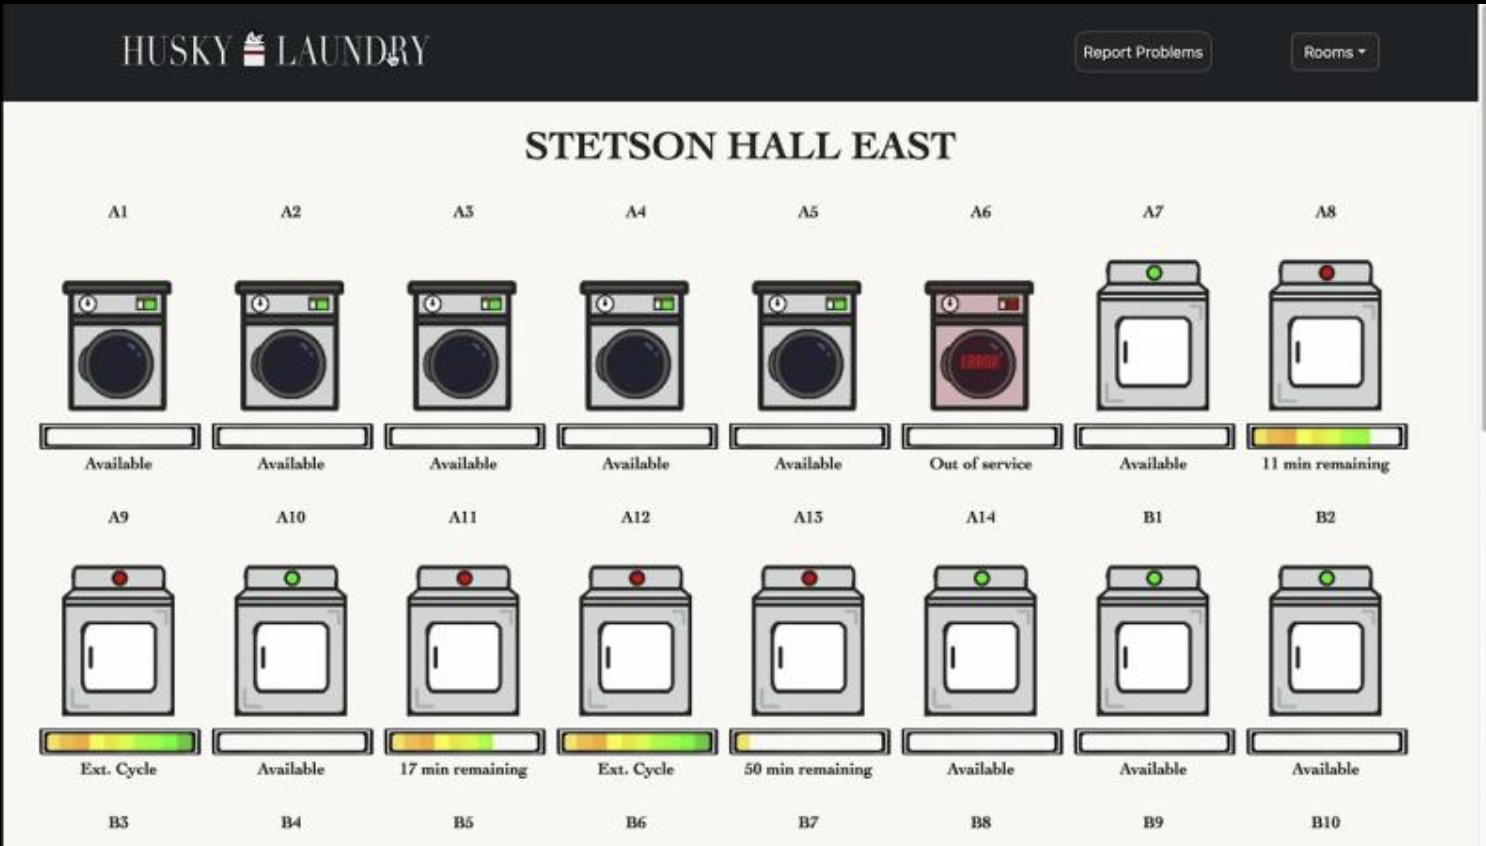 HUSKY LAUNDRY
Report Problems
Rooms
STETSON HALL EAST
A1 A2 A3 A4 A5 A6 A7 A8
ERROR
Available Available Available Available Available Out of service Available 11 min remaining
A9 A10 A11 A12 A13 A14 B1 B2
Ext. Cycle Available 17 min remaining Ext. Cycle 50 min remaining Available Available Available
B3 B4 B5 B6 B7 B8 B9 B10